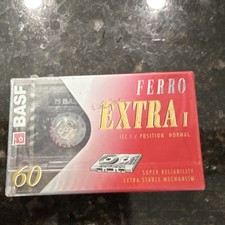 BASF
FERRO
EXTRA I
IEC I / POSITION NORMAL
60
SUPER RELIABILITY
EXTRA STABLE MECHANISM